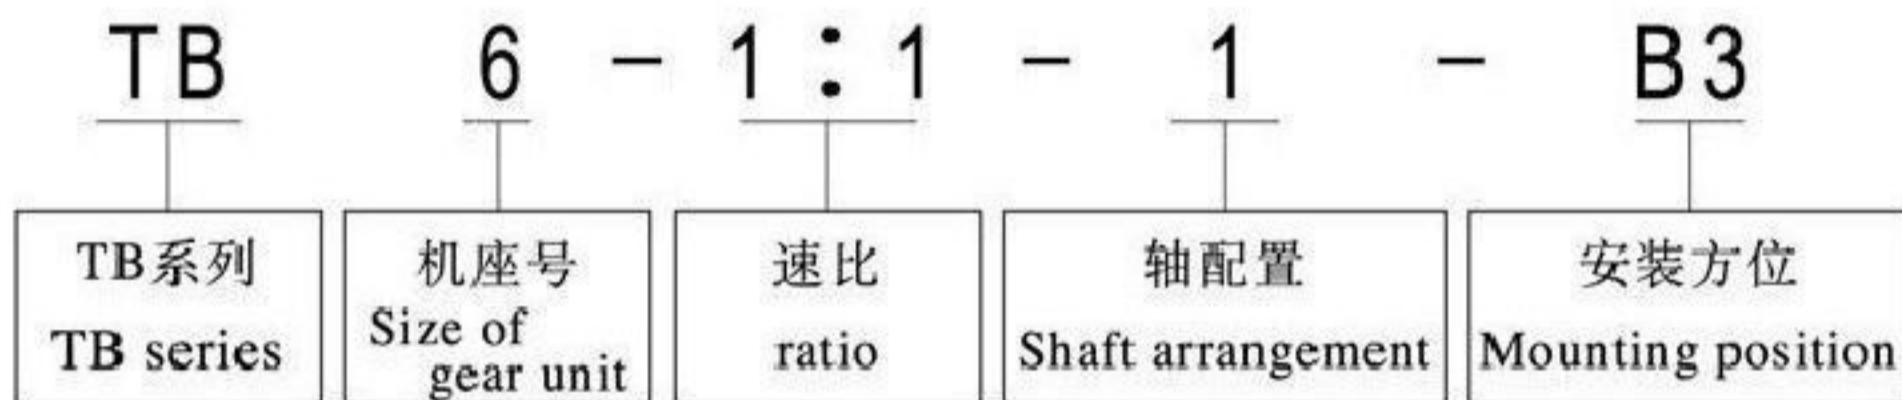 TB 6 - 1:1 - 1 - B3
TB系列
TB series
机座号
Size of
gear unit
速比
ratio
轴配置
Shaft arrangement
安装方位
Mounting position